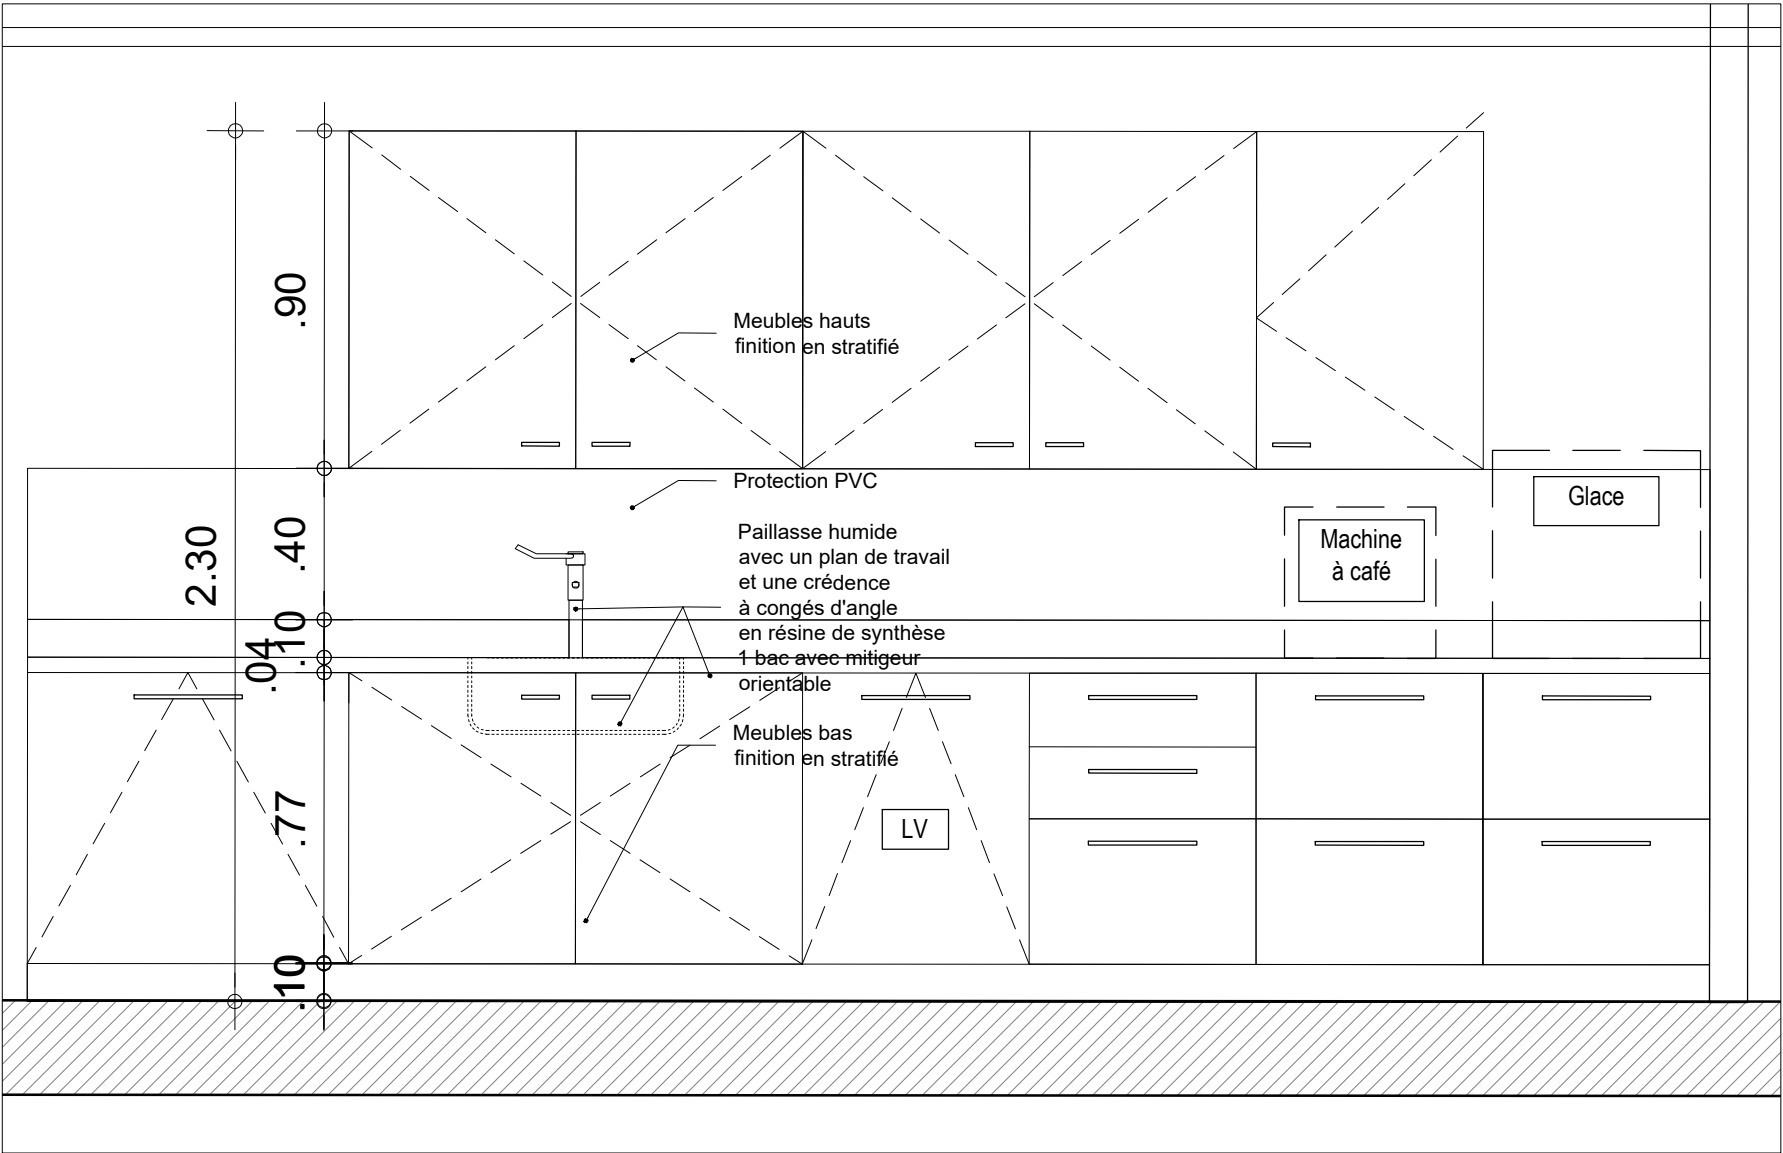 .90
Meubles hauts
finition en stratifié
Protection PVC
Glace
2.30
.40
Machine
à café
Paillasse humide
avec un plan de travail
et une crédence
à congés d'angle
en résine de synthèse
1 bac avec mitigeur
orientable
.10
.04
Meubles bas
finition en stratifié
.77
LV
.10